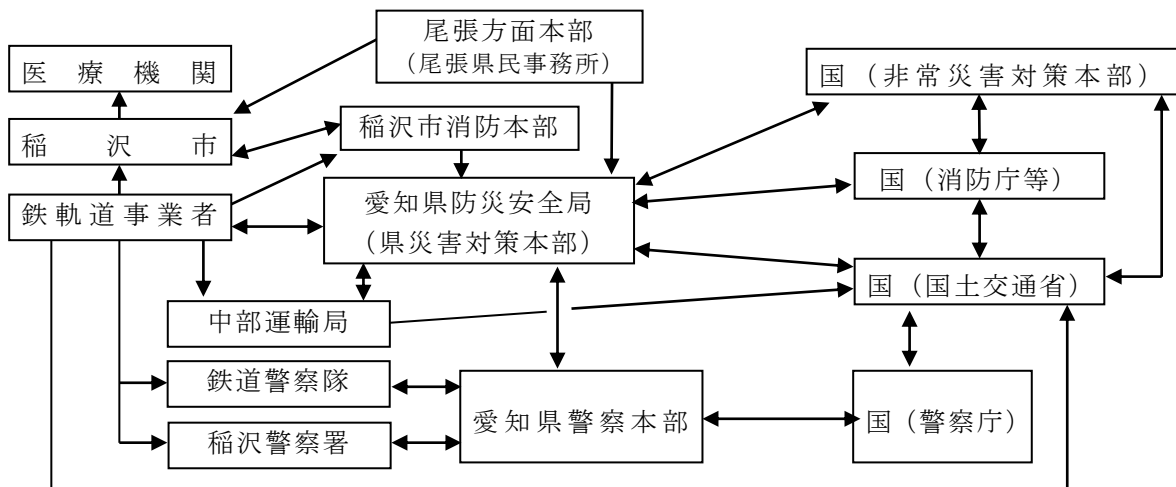 尾張方面本部
（尾張県民事務所）
医療機関
国（非常災害対策本部）
稲沢市消防本部
稲沢市
国（消防庁等）
愛知県防災安全局
（県災害対策本部）
鉄軌道事業者
国（国土交通省）
中部運輸局
鉄道警察隊
愛知県警察本部
国（警察庁）
稲沢警察署